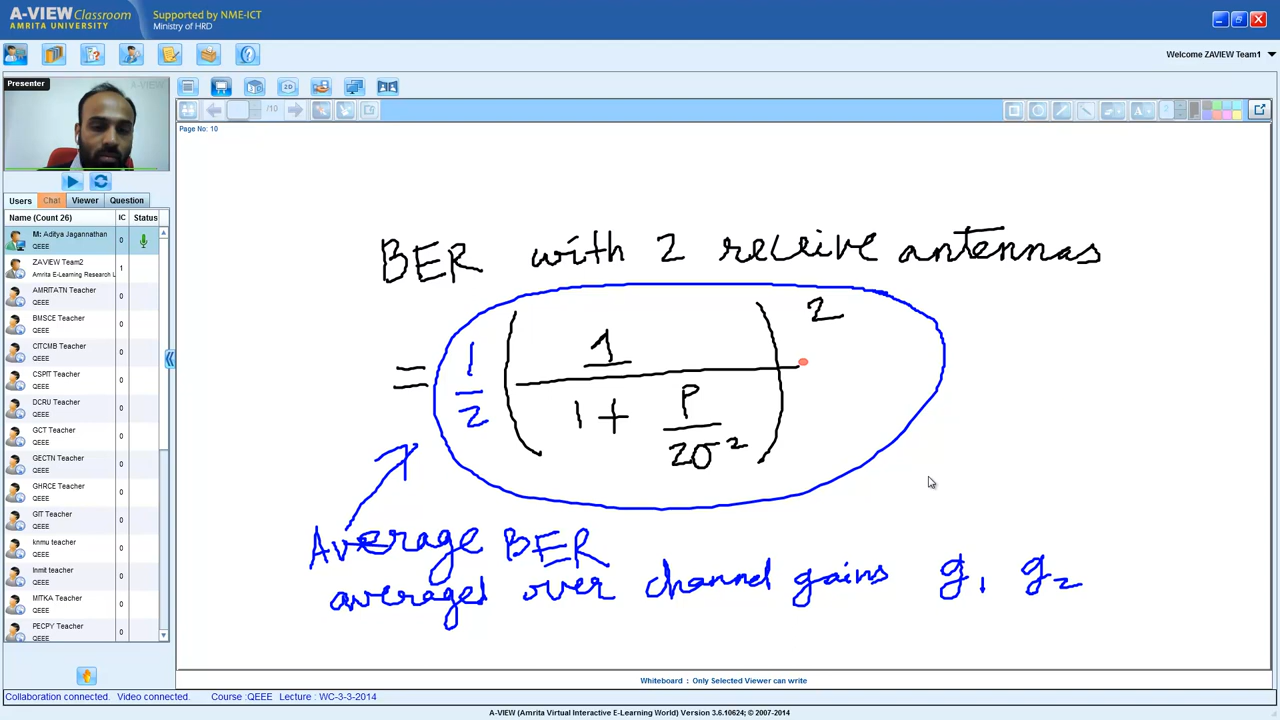 A-VIEW Classroom
AMRITA UNIVERSITY
Supported by NME-ICT
Ministry of HRD
Welcome ZAVIEW Team1
Presenter
A-VIEW
/10
Page No: 10
Users Chat Viewer Question
Name (Count 26) IC Status
M: Aditya Jagannathan
QEEE 0
ZAVIEW Team2
Amrita E-Learning Research L 1
AMRITATN Teacher
QEEE 0
BMSCE Teacher
QEEE 0
CITCMB Teacher
QEEE 0
CSPIT Teacher
QEEE 0
DCRU Teacher
QEEE 0
GCT Teacher
QEEE 0
GECTN Teacher
QEEE 0
GHRCE Teacher
QEEE 0
GIT Teacher
QEEE 0
knmu teacher
QEEE 0
lnmit teacher
QEEE 0
MITKA Teacher
QEEE 0
PECPY Teacher
QEEE 0
BER with 2 receive antennas
= 1/2 ( 1 / (1 + P/2σ²) )²
Average BER
averaged over channel gains g₁ g₂
Whiteboard : Only Selected Viewer can write
Collaboration connected. Video connected. Course :QEEE Lecture : WC-3-3-2014
A-VIEW (Amrita Virtual Interactive E-Learning World) Version 3.6.10624; © 2007-2014